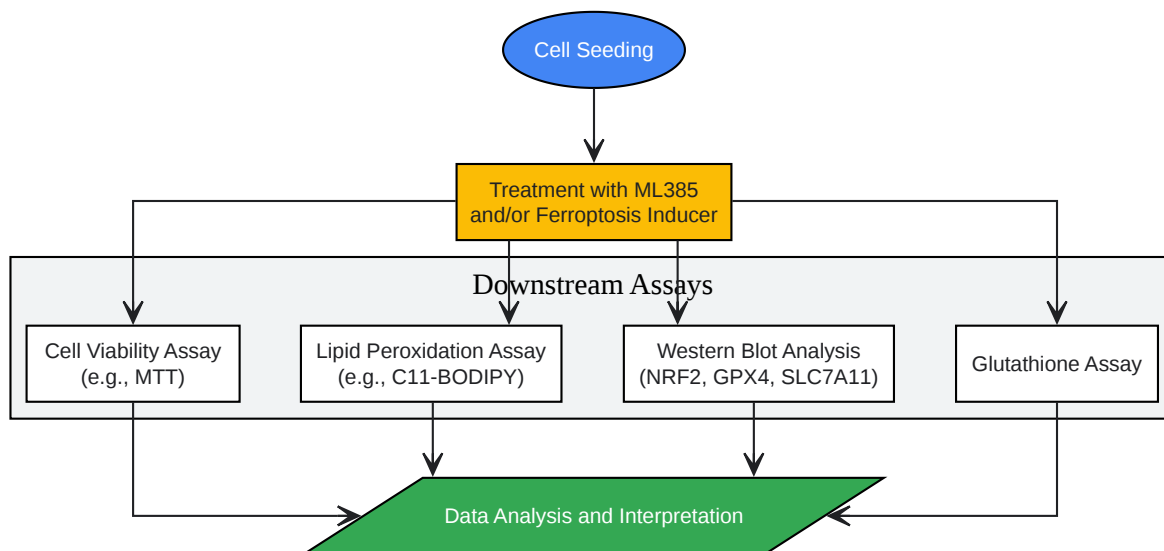 Cell Seeding
Treatment with ML385
and/or Ferroptosis Inducer
Downstream Assays
Cell Viability Assay
(e.g., MTT)
Lipid Peroxidation Assay
(e.g., C11-BODIPY)
Western Blot Analysis
(NRF2, GPX4, SLC7A11)
Glutathione Assay
Data Analysis and Interpretation